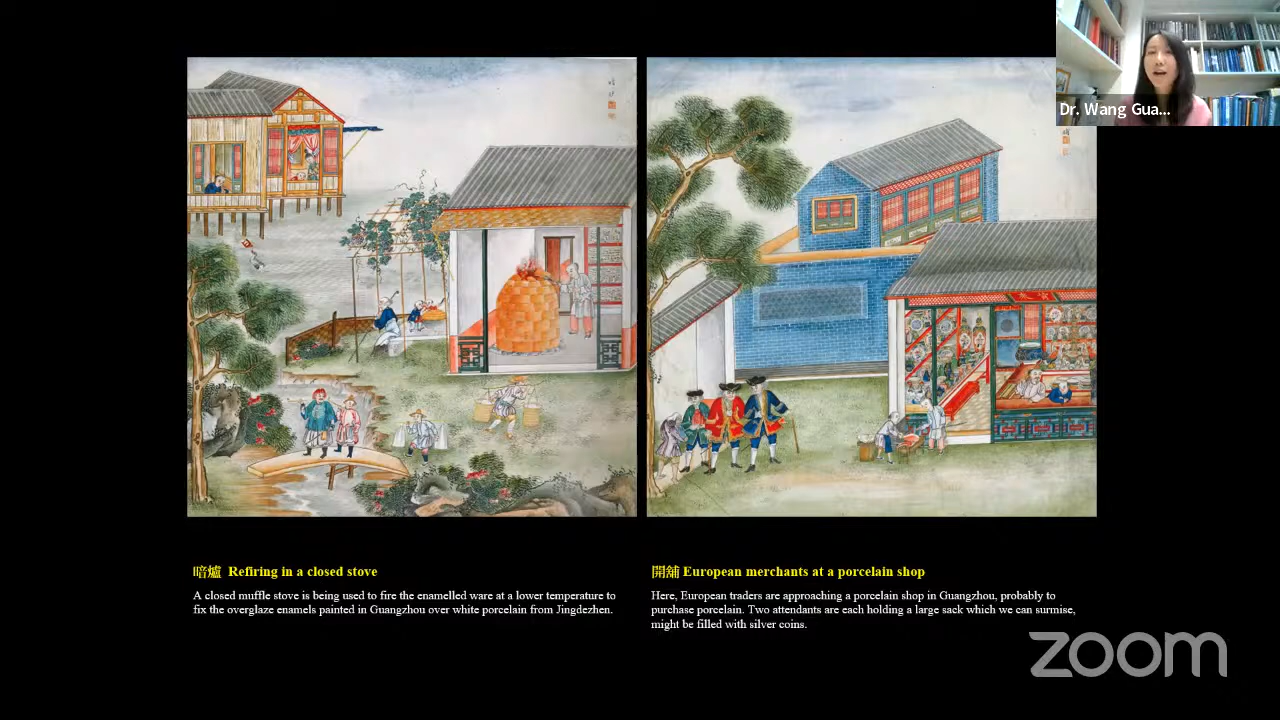 Dr. Wang Gua...
暗爐 Refiring in a closed stove
A closed muffle stove is being used to fire the enamelled ware at a lower temperature to
fix the overglaze enamels painted in Guangzhou over white porcelain from Jingdezhen.
開舖 European merchants at a porcelain shop
Here, European traders are approaching a porcelain shop in Guangzhou, probably to
purchase porcelain. Two attendants are each holding a large sack which we can surmise,
might be filled with silver coins.
zoom